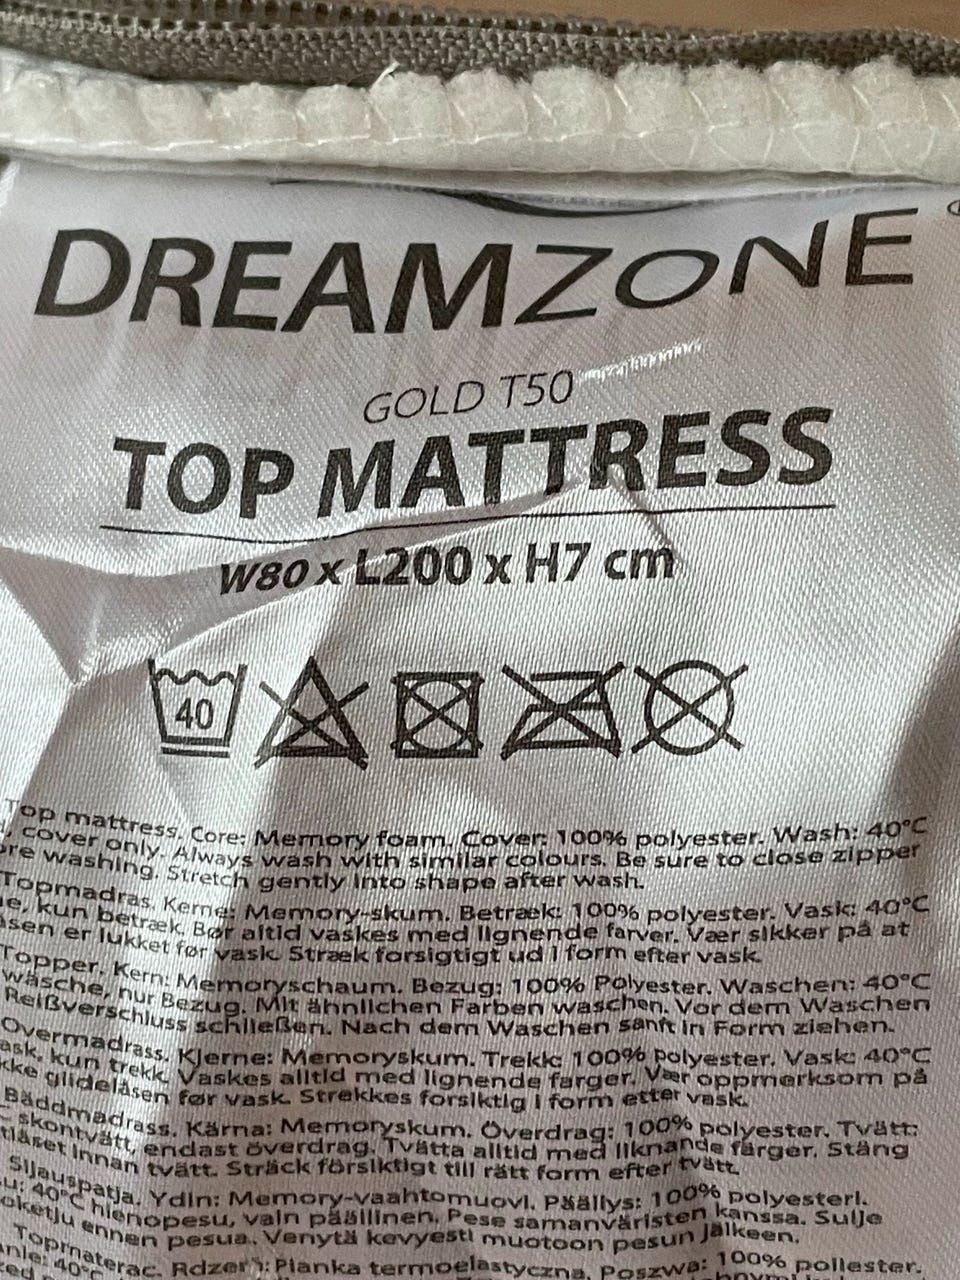 DREAMZONE
GOLD T50
TOP MATTRESS
W80 x L200 x H7 cm
40
Top mattress. Core: Memory foam. Cover: 100% polyester. Wash: 40°C
, cover only. Always wash with similar colours. Be sure to close zipper
ore washing. Stretch gently into shape after wash.
Topmadras. Kerne: Memory-skum. Betræk: 100% polyester. Vask: 40°C
e, kun betræk. Bør altid vaskes med lignende farver. Vær sikker på at
åsen er lukket før vask. Stræk forsigtigt ud i form efter vask.
Topper. Kern: Memoryschaum. Bezug: 100% Polyester. Waschen: 40°C
wäsche, nur Bezug. Mit ähnlichen Farben waschen. Vor dem Waschen
Reißverschluss schließen. Nach dem Waschen sanft in Form ziehen.
Overmadrass. Kjerne: Memoryskum. Trekk: 100% polyester. Vask: 40°C
ask, kun trekk. Vaskes alltid med lignende farger. Vær oppmerksom på
kke glidelåsen før vask. Strekkes forsiktig i form etter vask.
Bäddmadrass. Kärna: Memoryskum. Överdrag: 100% polyester. Tvätt:
C skontvätt, endast överdrag. Tvätta alltid med liknande färger. Stäng
tlåset innan tvätt. Sträck försiktigt till rätt form efter tvätt.
Sijauspatja. Ydin: Memory-vaahtomuovi. Päällys: 100% polyesteri.
u: 40°C hienopesu, vain päällinen. Pese samanväristen kanssa. Sulje
oketju ennen pesua. Venytä kevyesti muotoon pesun jälkeen.
Topmaterac. Rdzeń: Pianka termoelastyczna. Poszwa: 100% poliester.
anie: 40°C